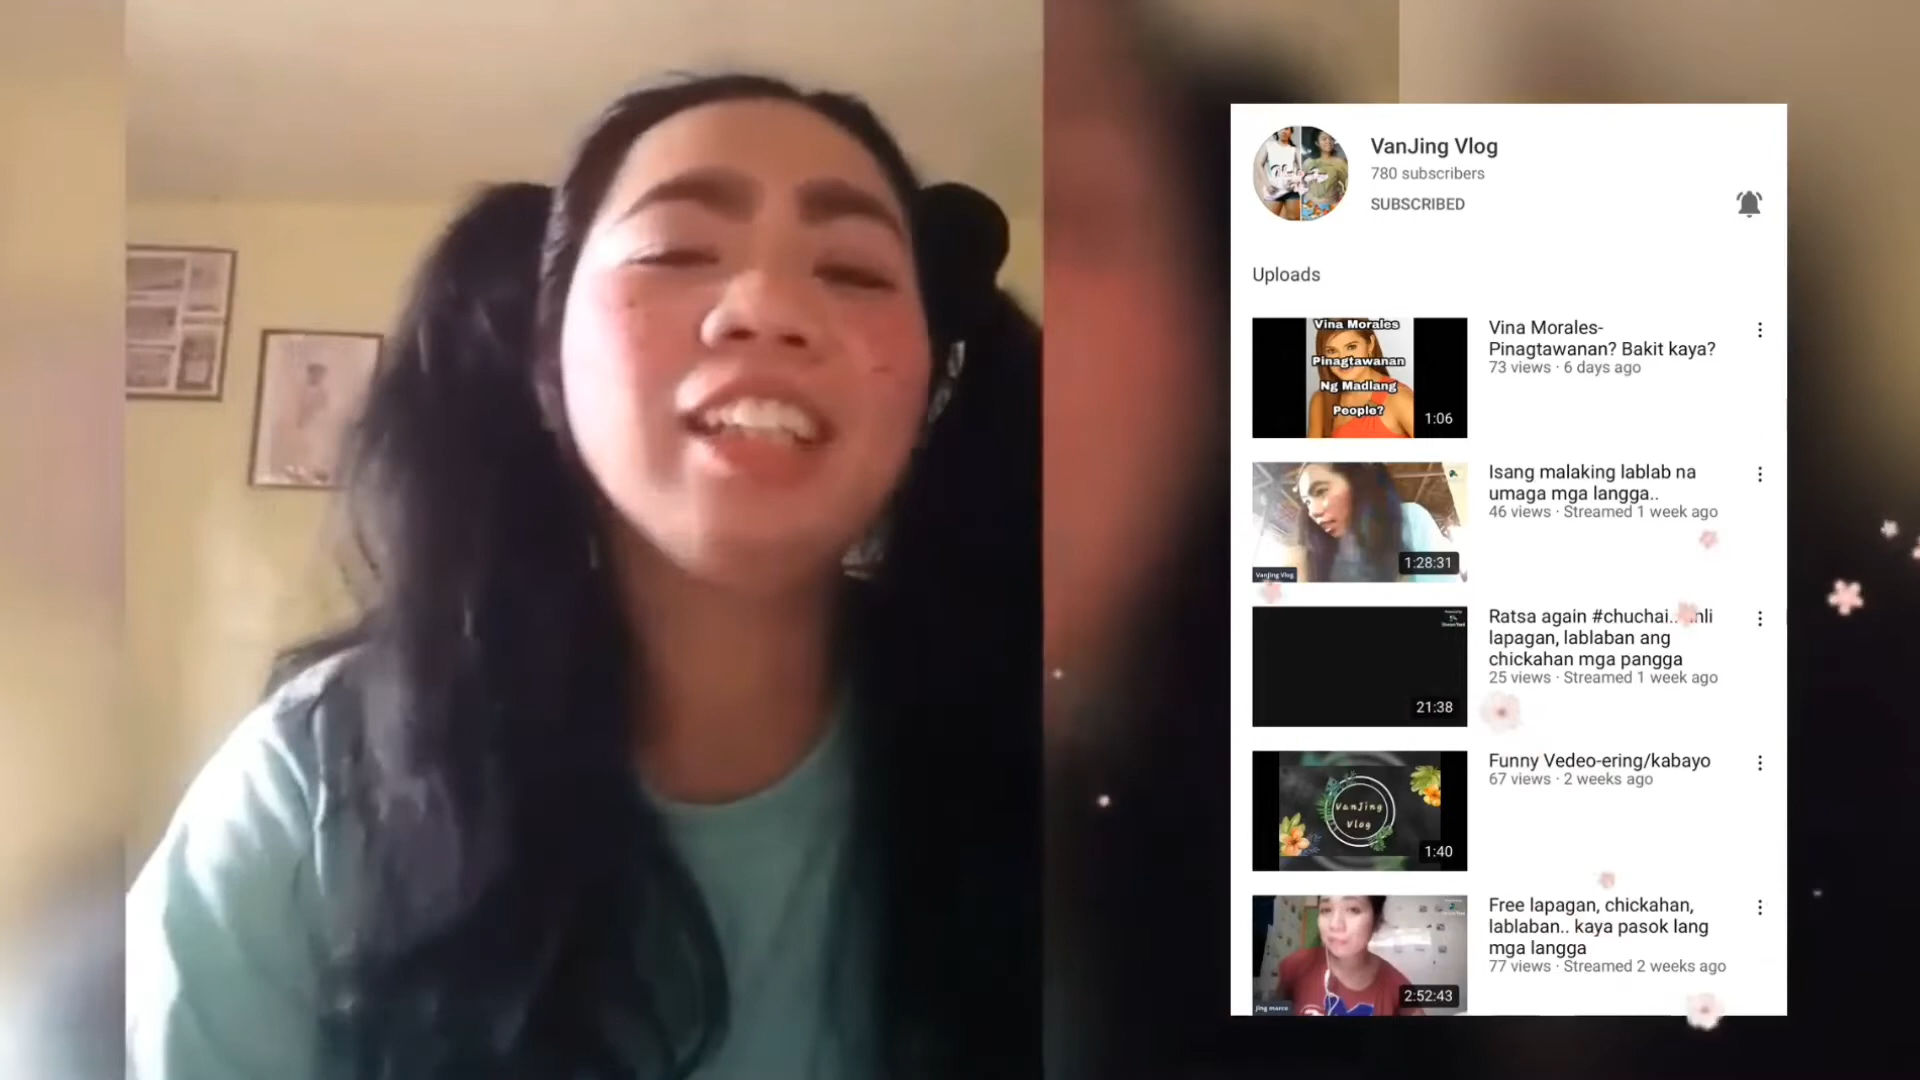 VanJing Vlog
780 subscribers
SUBSCRIBED
Uploads
Vina Morales
Pinagtawanan
Ng Madlang
People?
1:06
Vina Morales-
Pinagtawanan? Bakit kaya?
73 views · 6 days ago
VanJing Vlog
1:28:31
Isang malaking lablab na
umaga mga langga..
46 views · Streamed 1 week ago
21:38
Ratsa again #chuchai..
lapagan, lablaban ang
chickahan mga pangga
25 views · Streamed 1 week ago
VanJing
Vlog
1:40
Funny Vedeo-ering/kabayo
67 views · 2 weeks ago
jing marco
2:52:43
Free lapagan, chickahan,
lablaban.. kaya pasok lang
mga langga
77 views · Streamed 2 weeks ago